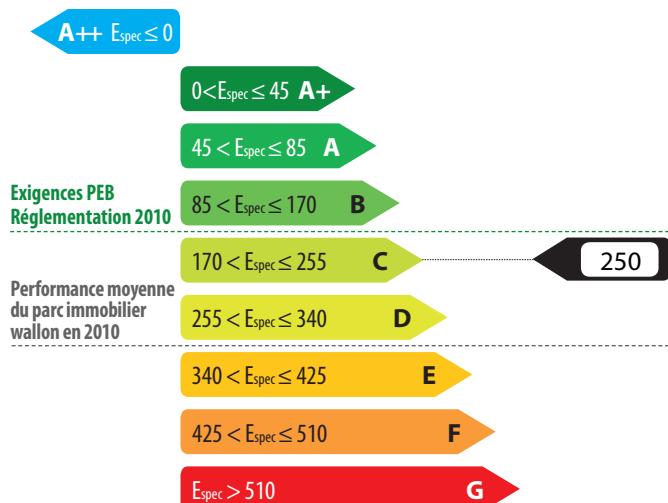 A++ Espec ≤ 0
0<Espec ≤ 45 A+
45 < Espec ≤ 85 A
Exigences PEB
Réglementation 2010
85 < Espec ≤ 170 B
170 < Espec ≤ 255 C
250
Performance moyenne
du parc immobilier
wallon en 2010
255 < Espec ≤ 340 D
340 < Espec ≤ 425 E
425 < Espec ≤ 510 F
Espec > 510 G